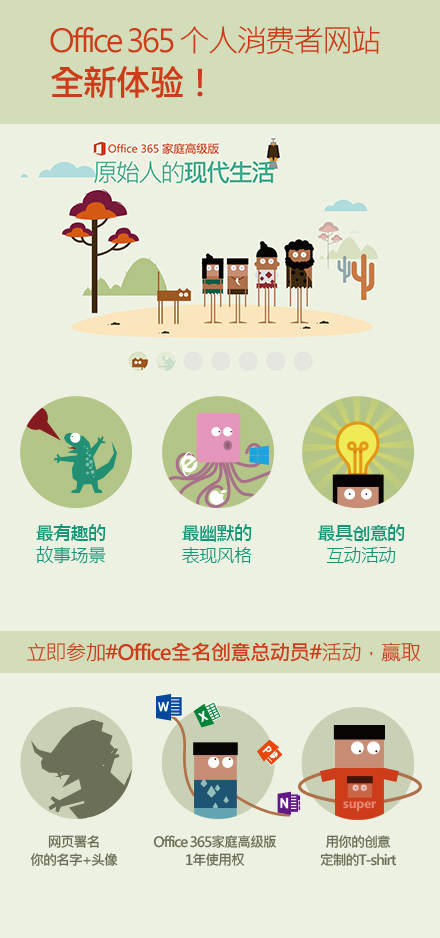 Office 365 个人消费者网站
全新体验！
Office 365 家庭高级版
原始人的现代生活
最有趣的
故事场景
最幽默的
表现风格
最具创意的
互动活动
立即参加#Office全名创意总动员#活动，赢取
W
X
P
N
super
网页署名
你的名字+头像
Office 365家庭高级版
1年使用权
用你的创意
定制的T-shirt